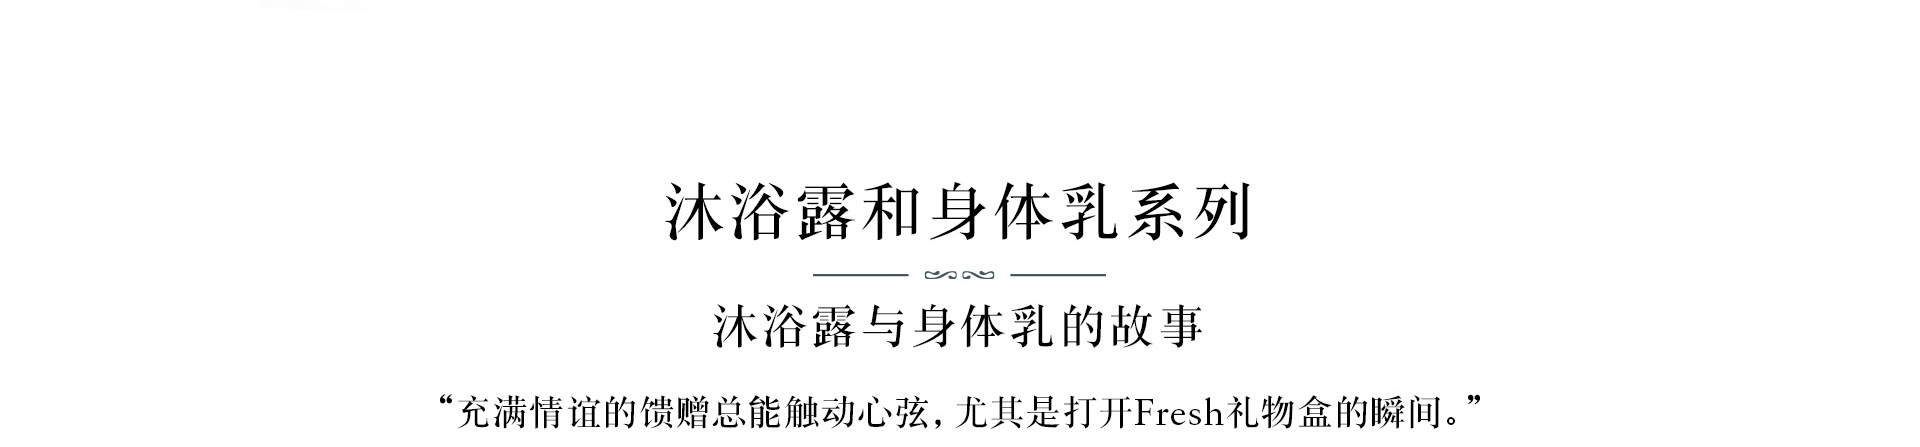 沐浴露和身体乳系列
沐浴露与身体乳的故事
“充满情谊的馈赠总能触动心弦，尤其是打开Fresh礼物盒的瞬间。”